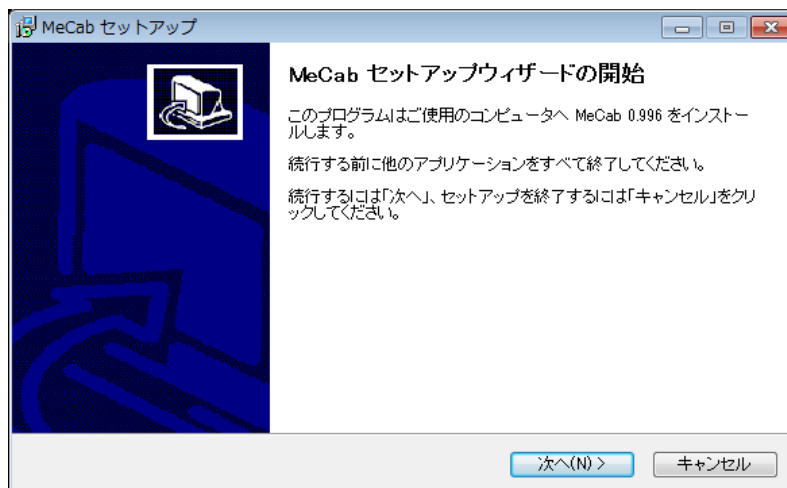 MeCab セットアップ
MeCab セットアップウィザードの開始
このプログラムはご使用のコンピュータへ MeCab 0.996 をインストー
ルします。
続行する前に他のアプリケーションをすべて終了してください。
続行するには「次へ」、セットアップを終了するには「キャンセル」をクリ
ックしてください。
次へ(N) >
キャンセル